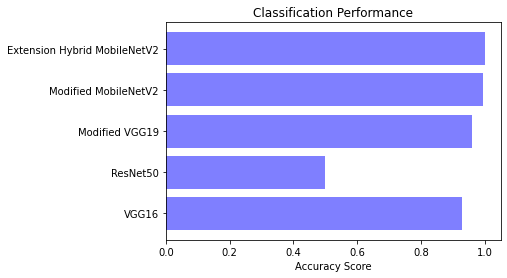 Classification Performance
Extension Hybrid MobileNetV2
Modified MobileNetV2
Modified VGG19
ResNet50
VGG16
0.0 0.2 0.4 0.6 0.8 1.0
Accuracy Score